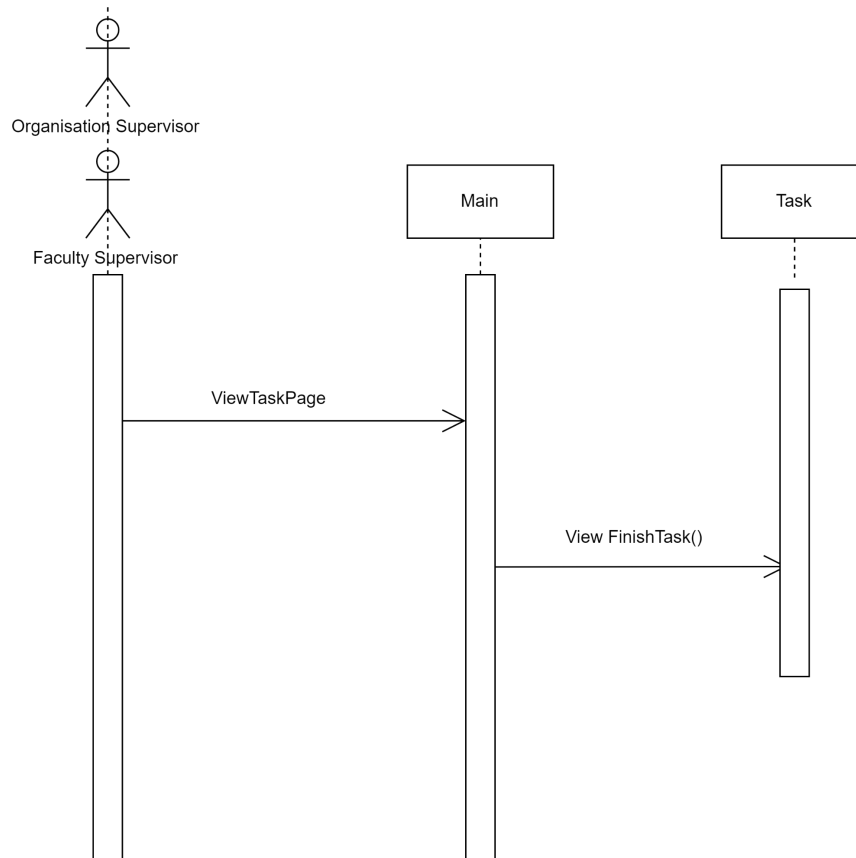 Organisation Supervisor
Faculty Supervisor
Main
Task
ViewTaskPage
View FinishTask()